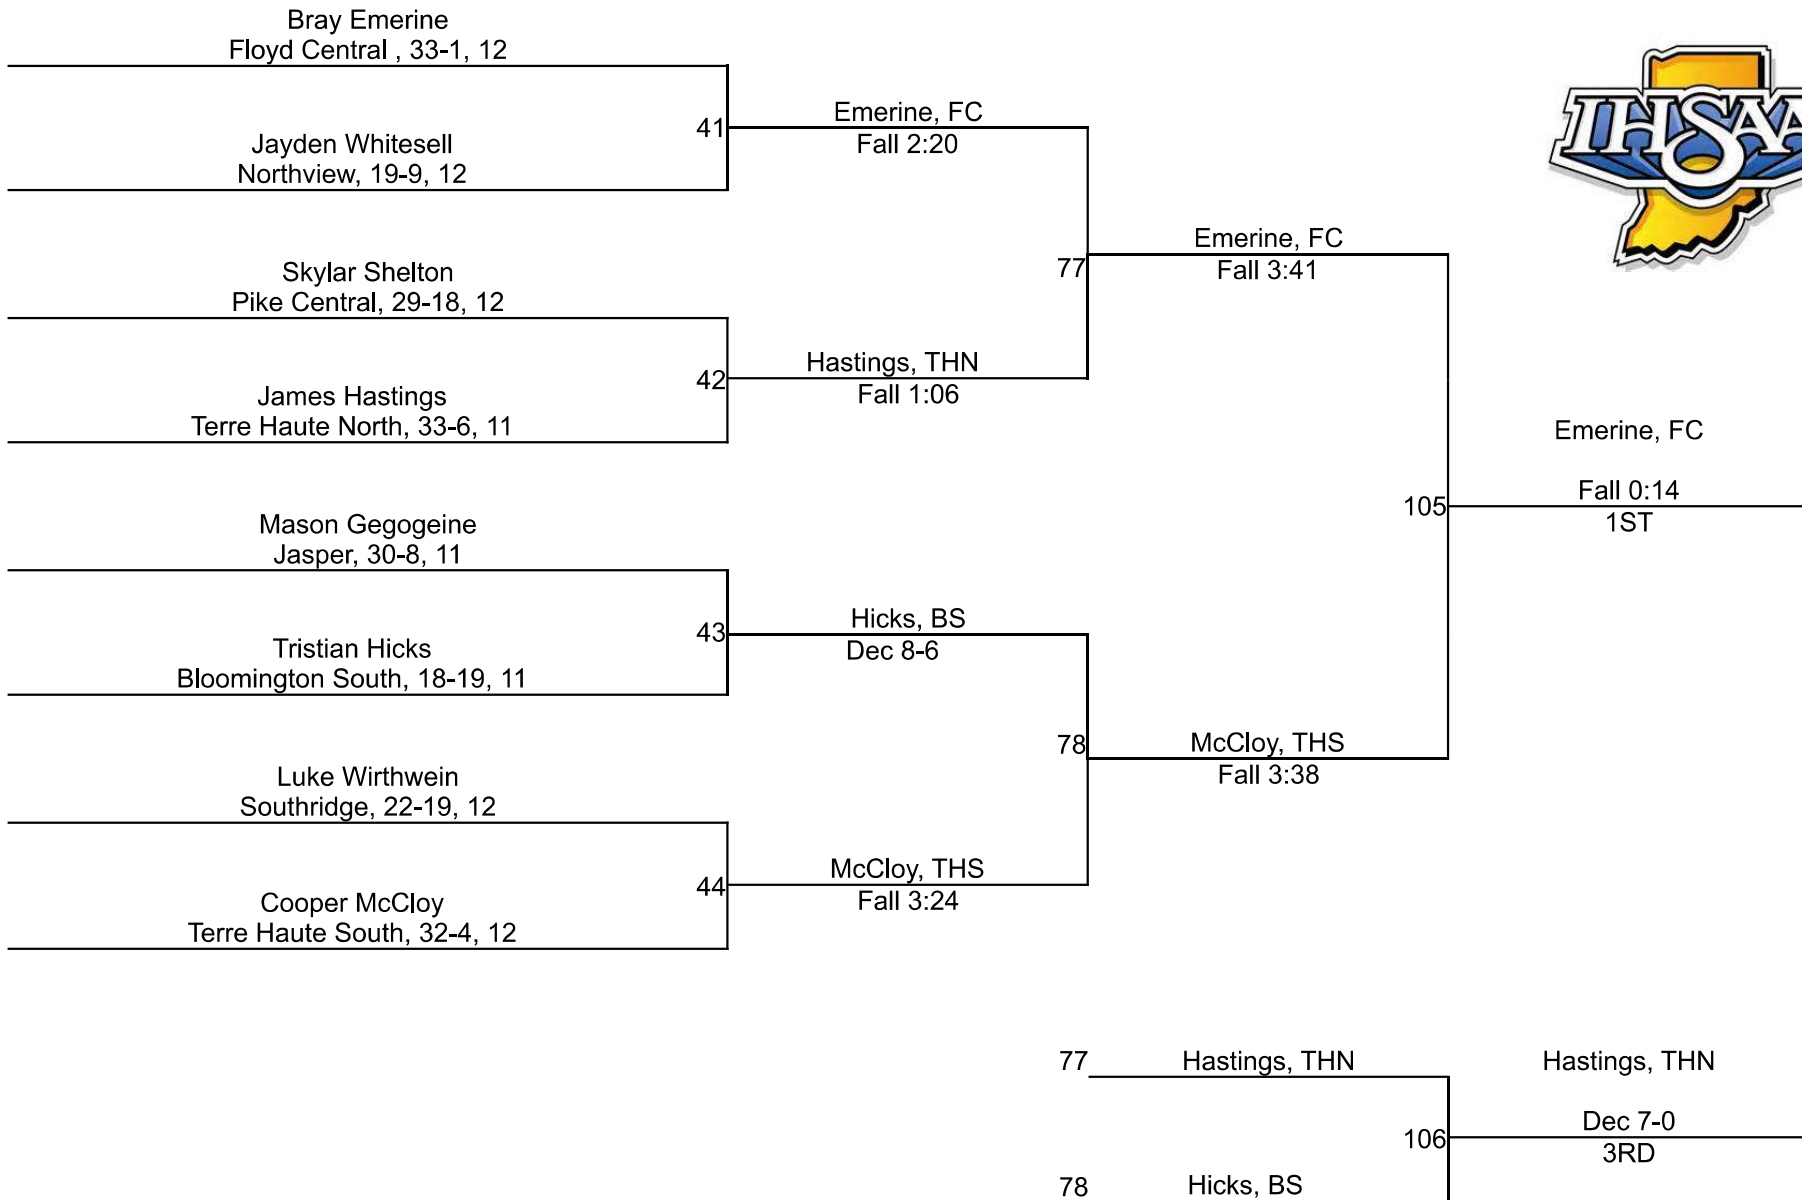 Bray Emerine
Floyd Central , 33-1, 12
41
Emerine, FC
Fall 2:20
Jayden Whitesell
Northview, 19-9, 12
IHSAA
77
Emerine, FC
Fall 3:41
Skylar Shelton
Pike Central, 29-18, 12
42
Hastings, THN
Fall 1:06
James Hastings
Terre Haute North, 33-6, 11
105
Emerine, FC
Fall 0:14
1ST
Mason Gegogeine
Jasper, 30-8, 11
43
Hicks, BS
Dec 8-6
Tristian Hicks
Bloomington South, 18-19, 11
78
McCloy, THS
Fall 3:38
Luke Wirthwein
Southridge, 22-19, 12
44
McCloy, THS
Fall 3:24
Cooper McCloy
Terre Haute South, 32-4, 12
77
Hastings, THN
Hastings, THN
106
Dec 7-0
3RD
78
Hicks, BS